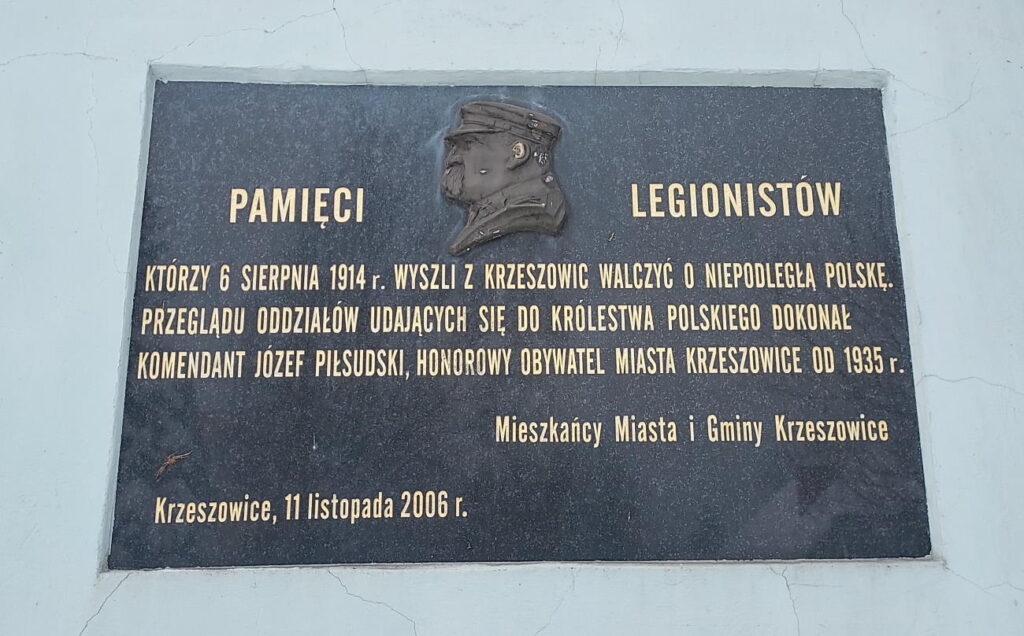 PAMIĘCI LEGIONISTÓW
KTÓRZY 6 SIERPNIA 1914 r. WYSZLI Z KRZESZOWIC WALCZYĆ O NIEPODLEGŁĄ POLSKĘ.
PRZEGLĄDU ODDZIAŁÓW UDAJĄCYCH SIĘ DO KRÓLESTWA POLSKIEGO DOKONAŁ
KOMENDANT JÓZEF PIŁSUDSKI, HONOROWY OBYWATEL MIASTA KRZESZOWICE OD 1935 r.
Mieszkańcy Miasta i Gminy Krzeszowice
Krzeszowice, 11 listopada 2006 r.